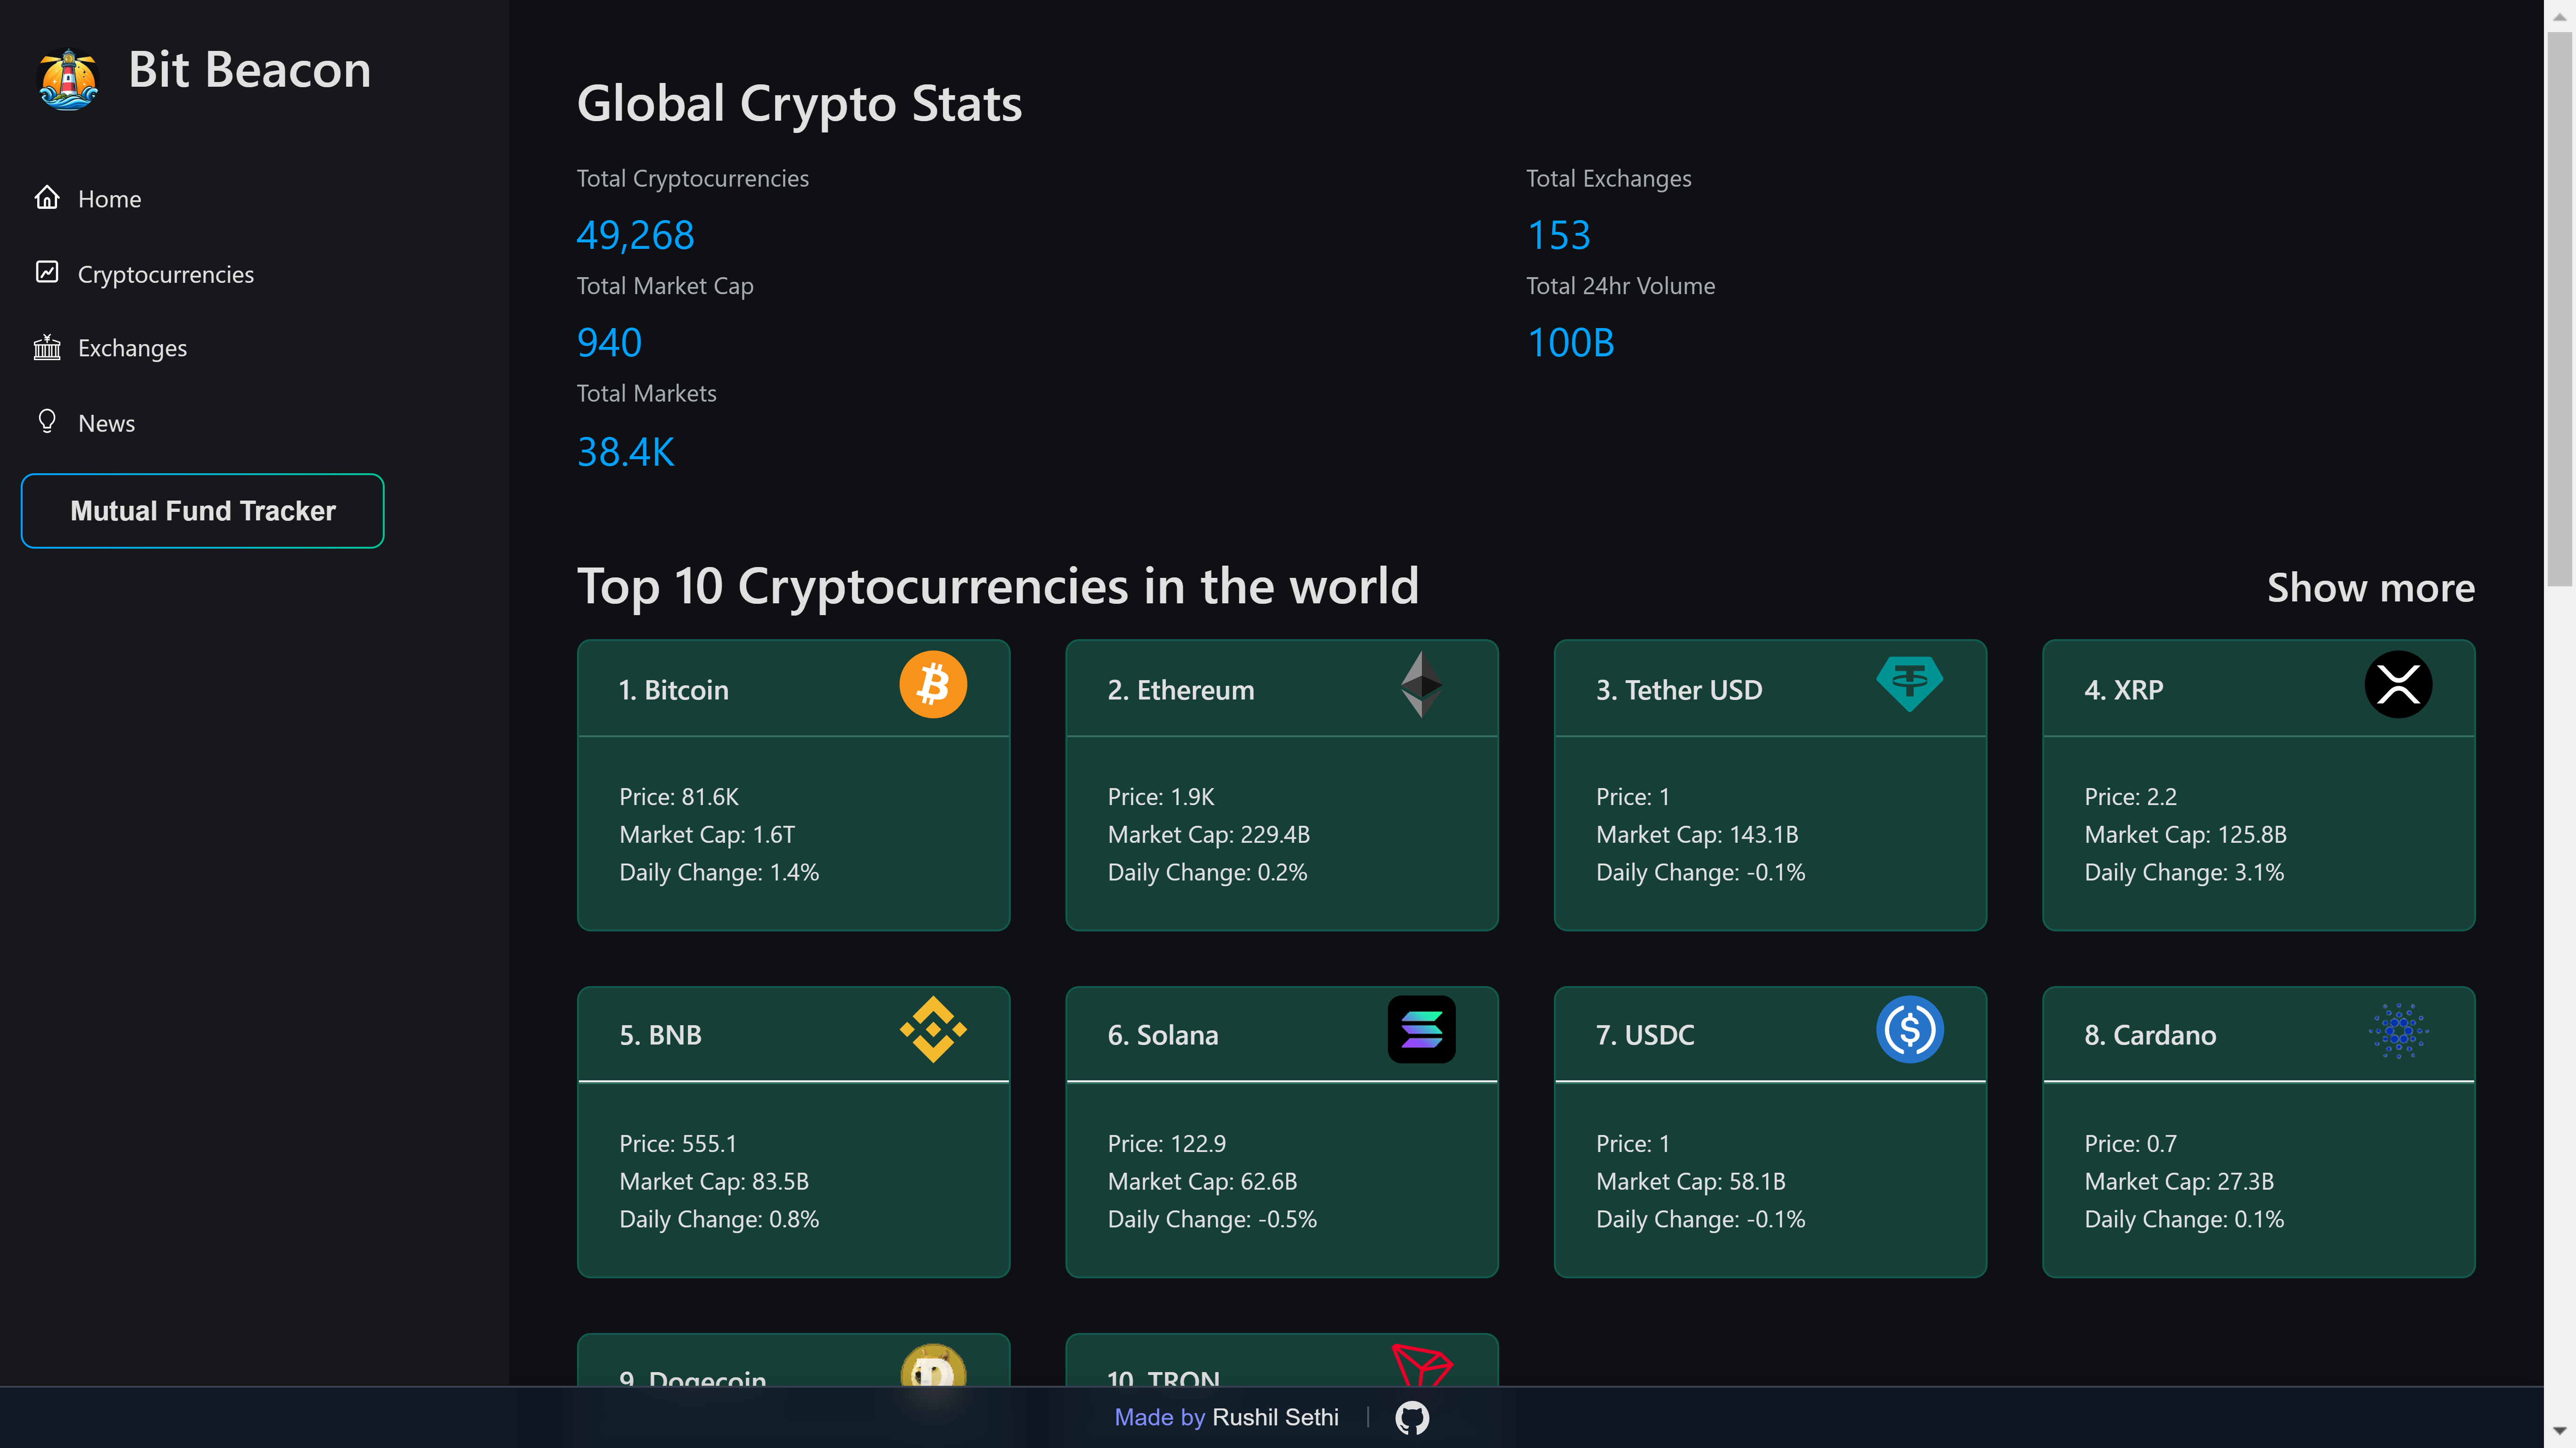 Bit Beacon
Home
Cryptocurrencies
Exchanges
News
Mutual Fund Tracker
Global Crypto Stats
Total Cryptocurrencies
49,268
Total Exchanges
153
Total Market Cap
940
Total 24hr Volume
100B
Total Markets
38.4K
Top 10 Cryptocurrencies in the world
Show more
1. Bitcoin
Price: 81.6K
Market Cap: 1.6T
Daily Change: 1.4%
2. Ethereum
Price: 1.9K
Market Cap: 229.4B
Daily Change: 0.2%
3. Tether USD
Price: 1
Market Cap: 143.1B
Daily Change: -0.1%
4. XRP
Price: 2.2
Market Cap: 125.8B
Daily Change: 3.1%
5. BNB
Price: 555.1
Market Cap: 83.5B
Daily Change: 0.8%
6. Solana
Price: 122.9
Market Cap: 62.6B
Daily Change: -0.5%
7. USDC
Price: 1
Market Cap: 58.1B
Daily Change: -0.1%
8. Cardano
Price: 0.7
Market Cap: 27.3B
Daily Change: 0.1%
9. Dogecoin
10. TRON
Made by Rushil Sethi |